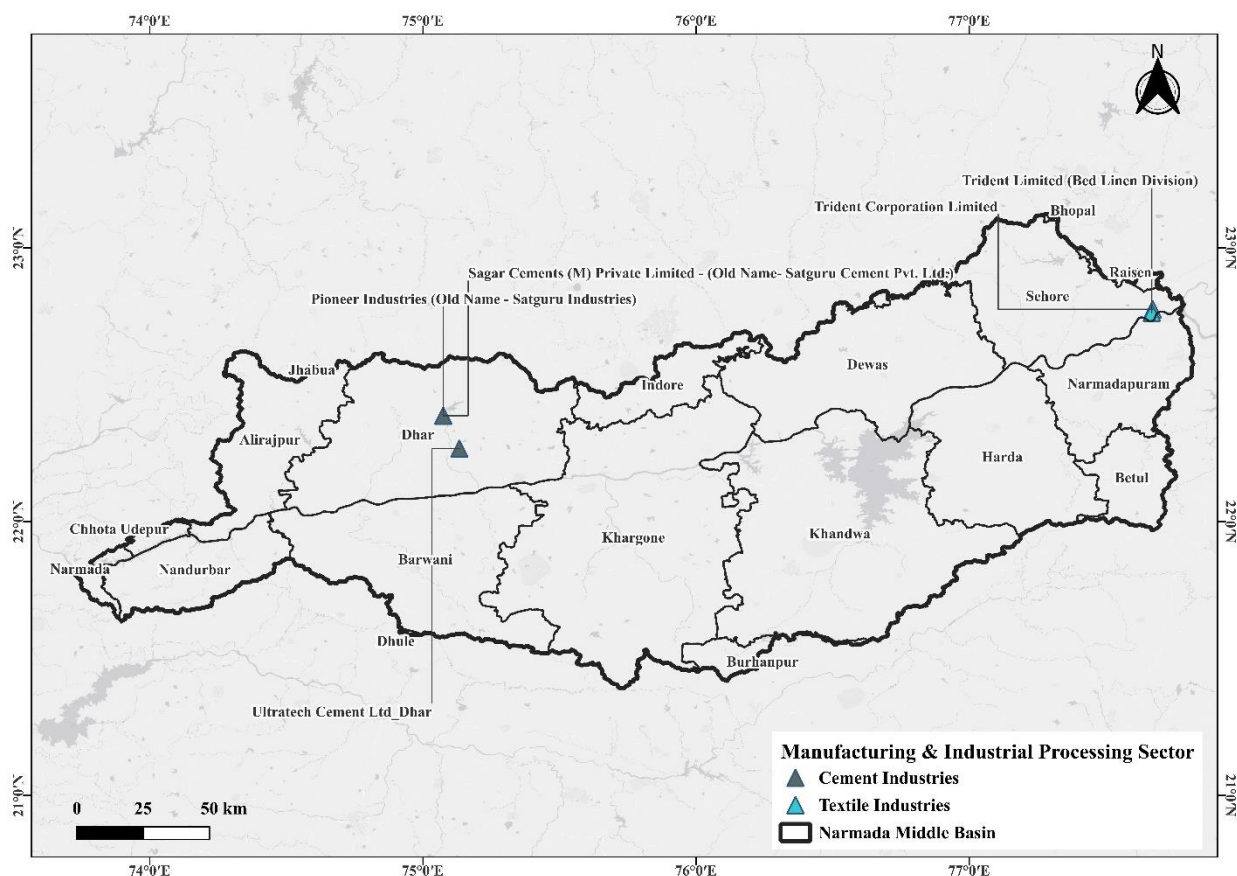 74°0'E 75°0'E 76°0'E 77°0'E
N
Trident Limited (Bed Linen Division)
Trident Corporation Limited
Bhopal
23°0'N 23°0'N
Sagar Cements (M) Private Limited - (Old Name- Satguru Cement Pvt. Ltd.)
Raisen
Pioneer Industries (Old Name - Satguru Industries)
Sehore
Jhabua
Dewas
Indore
Narmadapuram
Alirajpur
Dhar
Harda
Betul
22°0'N 22°0'N
Chhota Udepur
Khargone
Khandwa
Barwani
Narmada
Nandurbar
Dhule
Burhanpur
Ultratech Cement Ltd_Dhar
Manufacturing & Industrial Processing Sector
Cement Industries
Textile Industries
Narmada Middle Basin
21°0'N 21°0'N
0 25 50 km
74°0'E 75°0'E 76°0'E 77°0'E